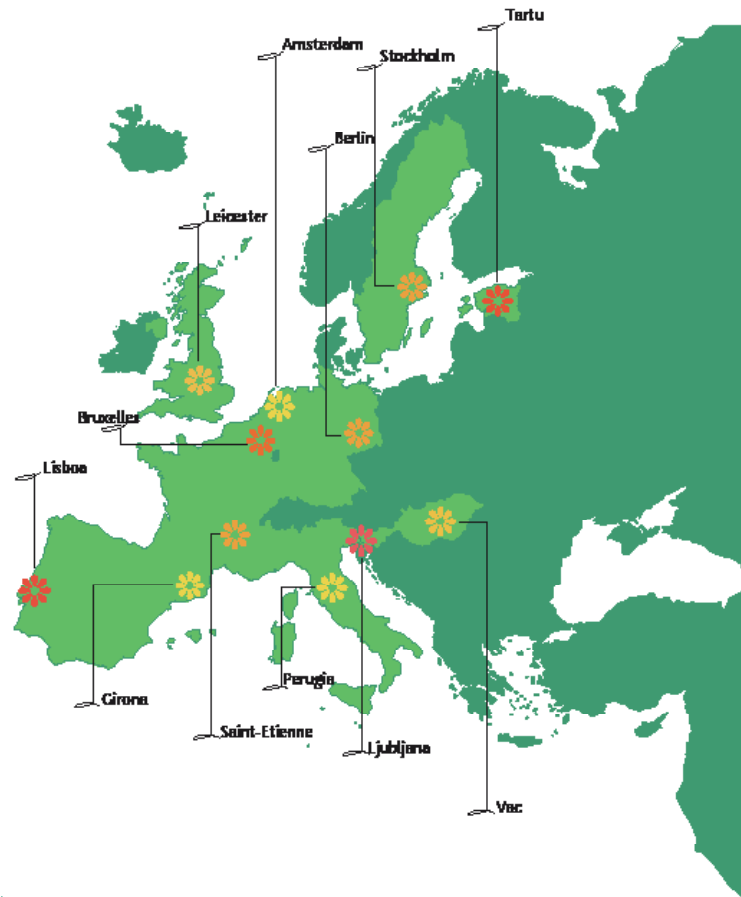 Tartu
Amsterdam
Stockholm
Berlin
Leicester
Bruxelles
Lisboa
Perugia
Girona
Saint-Etienne
Ljubljana
Vac